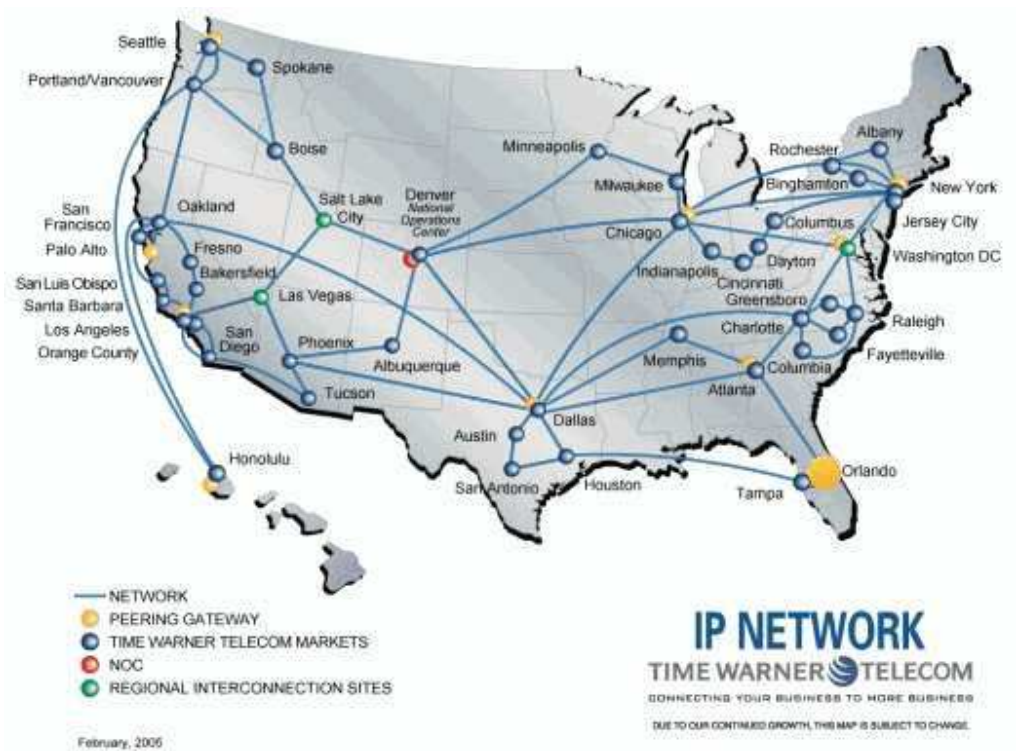 Seattle
Spokane
Portland/Vancouver
Boise
Minneapolis
Milwaukee
Albany
Rochester
Binghamton
New York
Jersey City
Washington DC
Salt Lake
City
Denver
National
Operations
Center
San
Francisco
Oakland
Palo Alto
Fresno
Bakersfield
San Luis Obispo
Santa Barbara
Los Angeles
Orange County
San
Diego
Las Vegas
Phoenix
Tucson
Albuquerque
Chicago
Indianapolis
Columbus
Dayton
Cincinnati
Greensboro
Charlotte
Raleigh
Fayetteville
Memphis
Columbia
Atlanta
Dallas
Austin
San Antonio
Houston
Tampa
Orlando
Honolulu
NETWORK
PEERING GATEWAY
TIME WARNER TELECOM MARKETS
NOC
REGIONAL INTERCONNECTION SITES
IP NETWORK
TIME WARNER TELECOM
CONNECTING YOUR BUSINESS TO MORE BUSINESS
DUE TO OUR CONTINUED GROWTH, THIS MAP IS SUBJECT TO CHANGE.
February, 2005